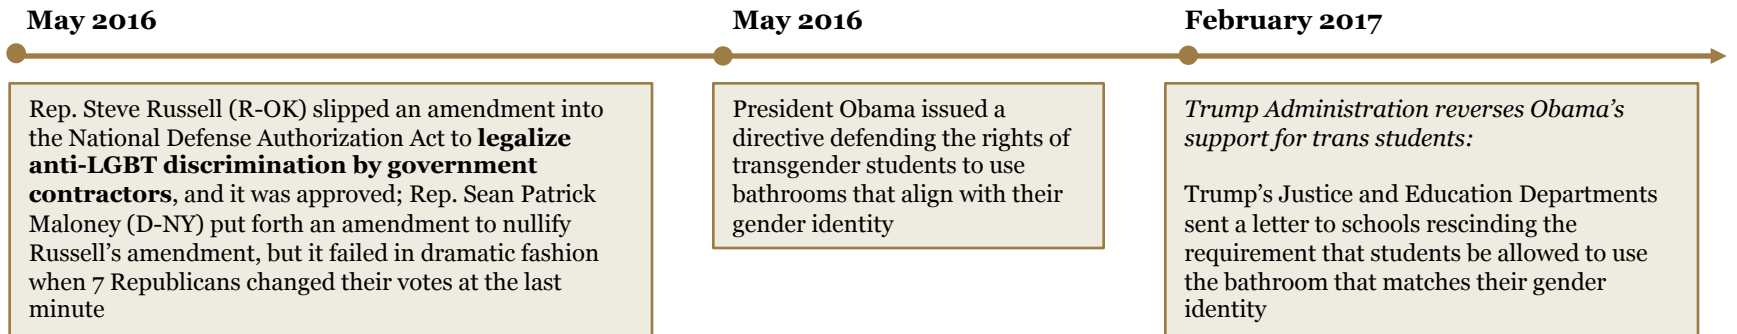 May 2016
May 2016
February 2017
Rep. Steve Russell (R-OK) slipped an amendment into
the National Defense Authorization Act to legalize
anti-LGBT discrimination by government
contractors, and it was approved; Rep. Sean Patrick
Maloney (D-NY) put forth an amendment to nullify
Russell’s amendment, but it failed in dramatic fashion
when 7 Republicans changed their votes at the last
minute
President Obama issued a
directive defending the rights of
transgender students to use
bathrooms that align with their
gender identity
Trump Administration reverses Obama’s
support for trans students:
Trump’s Justice and Education Departments
sent a letter to schools rescinding the
requirement that students be allowed to use
the bathroom that matches their gender
identity